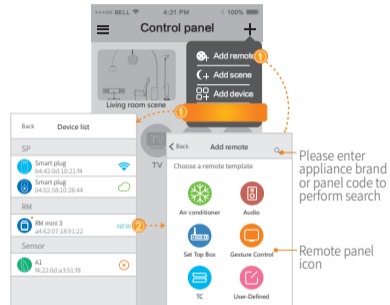 BELL 4:21 PM 100%
Control panel
Add remote
Add scene
Add device
Living room scene
TV
TV
1
1
Back Device list
SP
Smart plug
b4:42:0d:10:21:f4
Smart plug
04:02:58:10:28:44
RM
RM mini 3
a4:62:07:18:91:22
NEW
Sensor
A1
f4:22:0d:a3:51:f8
2
Back Add remote
Choose a remote template
Air conditioner Audio
Set Top Box Gesture Control
TC User-Defined
Please enter
appliance brand
or panel code to
perform search
Remote panel
icon